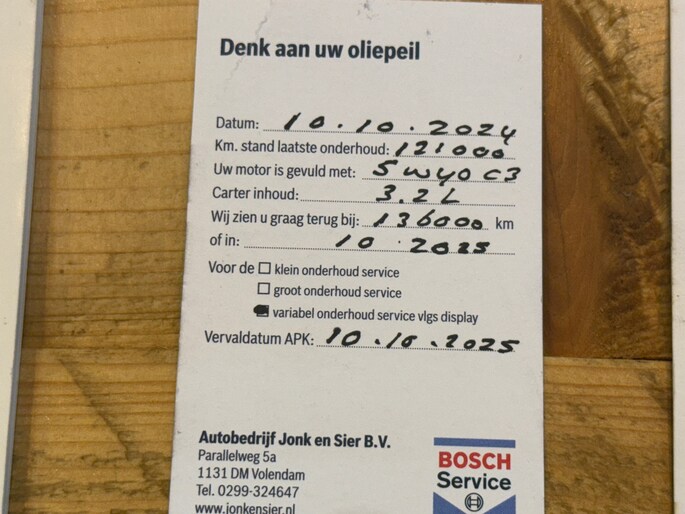 Denk aan uw oliepeil
Datum: 10.10.2024
Km. stand laatste onderhoud: 121000
Uw motor is gevuld met: 5W40 C3
Carter inhoud: 3.2L
Wij zien u graag terug bij: 136000 km
of in: 10.2025
Voor de klein onderhoud service
groot onderhoud service
variabel onderhoud service vlgs display
Vervaldatum APK: 10.10.2025
Autobedrijf Jonk en Sier B.V.
Parallelweg 5a
1131 DM Volendam
Tel. 0299-324647
www.jonkensier.nl
BOSCH
Service